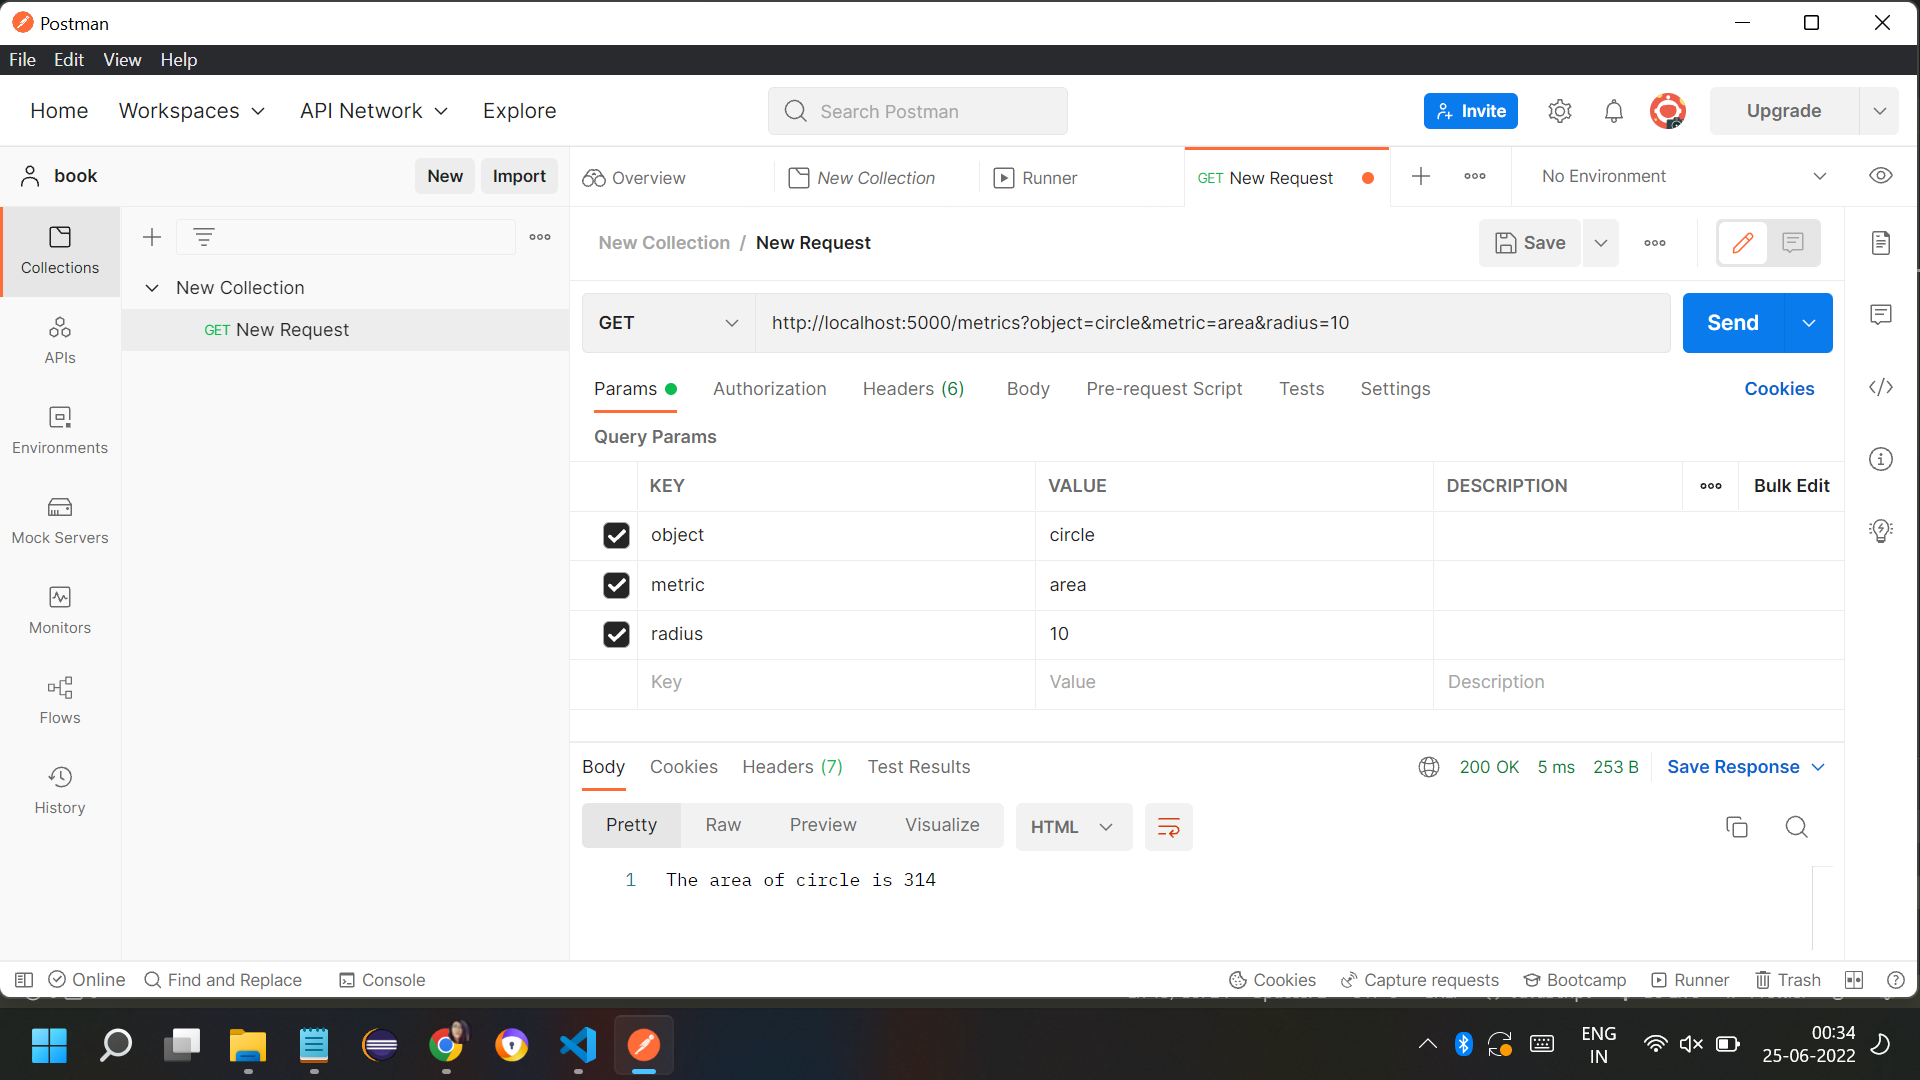 Postman
File Edit View Help
Home Workspaces API Network Explore
Search Postman
Invite
Upgrade
book
New Import
Overview New Collection Runner GET New Request
No Environment
Collections
APIs
Environments
Mock Servers
Monitors
Flows
History
New Collection
GET New Request
New Collection / New Request
Save
GET http://localhost:5000/metrics?object=circle&metric=area&radius=10 Send
Params Authorization Headers (6) Body Pre-request Script Tests Settings Cookies
Query Params
KEY VALUE DESCRIPTION Bulk Edit
object circle
metric area
radius 10
Key Value Description
Body Cookies Headers (7) Test Results 200 OK 5 ms 253 B Save Response
Pretty Raw Preview Visualize HTML
1 The area of circle is 314
Online Find and Replace Console Cookies Capture requests Bootcamp Runner Trash
ENG
IN
00:34
25-06-2022